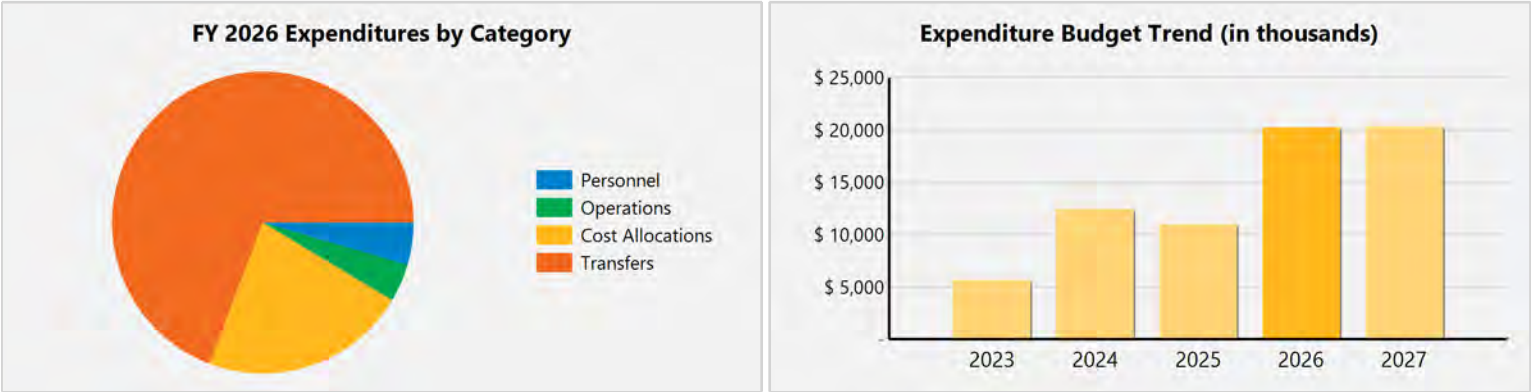 FY 2026 Expenditures by Category
Personnel
Operations
Cost Allocations
Transfers
Expenditure Budget Trend (in thousands)
$ 25,000
$ 20,000
$ 15,000
$ 10,000
$ 5,000
-
2023 2024 2025 2026 2027